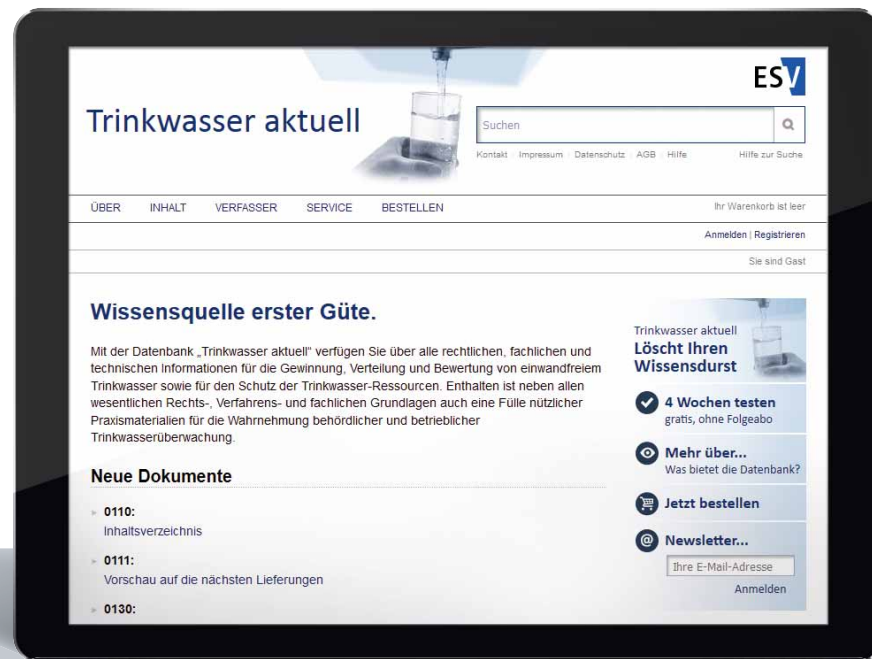 ESV
Trinkwasser aktuell
Suchen
Kontakt | Impressum | Datenschutz | AGB | Hilfe
Hilfe zur Suche
ÜBER INHALT VERFASSER SERVICE BESTELLEN
Ihr Warenkorb ist leer
Anmelden | Registrieren
Sie sind Gast
Wissensquelle erster Güte.
Mit der Datenbank „Trinkwasser aktuell“ verfügen Sie über alle rechtlichen, fachlichen und
technischen Informationen für die Gewinnung, Verteilung und Bewertung von einwandfreiem
Trinkwasser sowie für den Schutz der Trinkwasser-Ressourcen. Enthalten ist neben allen
wesentlichen Rechts-, Verfahrens- und fachlichen Grundlagen auch eine Fülle nützlicher
Praxismaterialien für die Wahrnehmung behördlicher und betrieblicher
Trinkwasserüberwachung.
Neue Dokumente
0110:
Inhaltsverzeichnis
0111:
Vorschau auf die nächsten Lieferungen
0130:
Trinkwasser aktuell
Löscht Ihren
Wissensdurst
4 Wochen testen
gratis, ohne Folgeabo
Mehr über...
Was bietet die Datenbank?
Jetzt bestellen
@ Newsletter...
Ihre E-Mail-Adresse
Anmelden